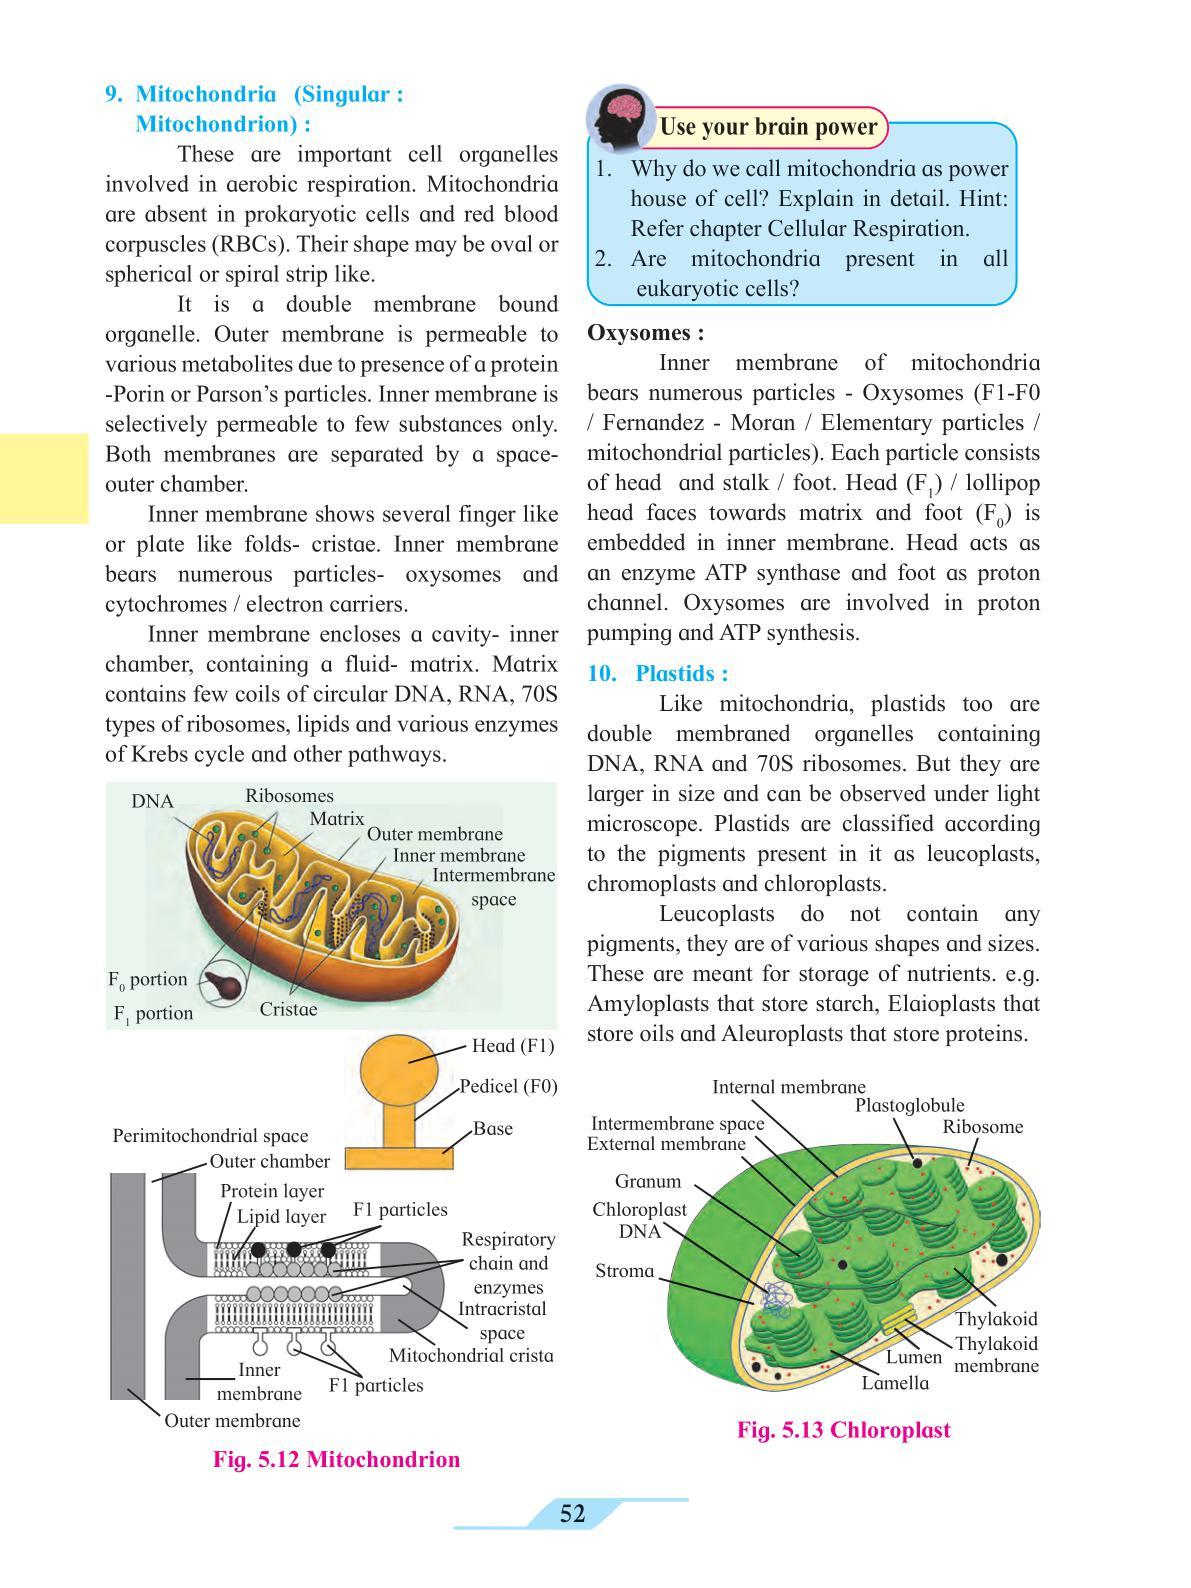 9. Mitochondria (Singular :
Mitochondrion) :
These are important cell organelles
involved in aerobic respiration. Mitochondria
are absent in prokaryotic cells and red blood
corpuscles (RBCs). Their shape may be oval or
spherical or spiral strip like.
It is a double membrane bound
organelle. Outer membrane is permeable to
various metabolites due to presence of a protein
-Porin or Parson’s particles. Inner membrane is
selectively permeable to few substances only.
Both membranes are separated by a space-
outer chamber.
Inner membrane shows several finger like
or plate like folds- cristae. Inner membrane
bears numerous particles- oxysomes and
cytochromes / electron carriers.
Inner membrane encloses a cavity- inner
chamber, containing a fluid- matrix. Matrix
contains few coils of circular DNA, RNA, 70S
types of ribosomes, lipids and various enzymes
of Krebs cycle and other pathways.
DNA
Ribosomes
Matrix
Outer membrane
Inner membrane
Intermembrane
space
F0 portion
F1 portion
Cristae
Head (F1)
Pedicel (F0)
Base
Perimitochondrial space
Outer chamber
Protein layer
Lipid layer
F1 particles
Respiratory
chain and
enzymes
Intracristal
space
Mitochondrial crista
Inner
membrane
F1 particles
Outer membrane
Fig. 5.12 Mitochondrion
Use your brain power
1. Why do we call mitochondria as power
house of cell? Explain in detail. Hint:
Refer chapter Cellular Respiration.
2. Are mitochondria present in all
eukaryotic cells?
Oxysomes :
Inner membrane of mitochondria
bears numerous particles - Oxysomes (F1-F0
/ Fernandez - Moran / Elementary particles /
mitochondrial particles). Each particle consists
of head and stalk / foot. Head (F1) / lollipop
head faces towards matrix and foot (F0) is
embedded in inner membrane. Head acts as
an enzyme ATP synthase and foot as proton
channel. Oxysomes are involved in proton
pumping and ATP synthesis.
10. Plastids :
Like mitochondria, plastids too are
double membraned organelles containing
DNA, RNA and 70S ribosomes. But they are
larger in size and can be observed under light
microscope. Plastids are classified according
to the pigments present in it as leucoplasts,
chromoplasts and chloroplasts.
Leucoplasts do not contain any
pigments, they are of various shapes and sizes.
These are meant for storage of nutrients. e.g.
Amyloplasts that store starch, Elaioplasts that
store oils and Aleuroplasts that store proteins.
Internal membrane
Plastoglobule
Intermembrane space
Ribosome
External membrane
Granum
Chloroplast
DNA
Stroma
Thylakoid
Thylakoid
membrane
Lumen
Lamella
Fig. 5.13 Chloroplast
52